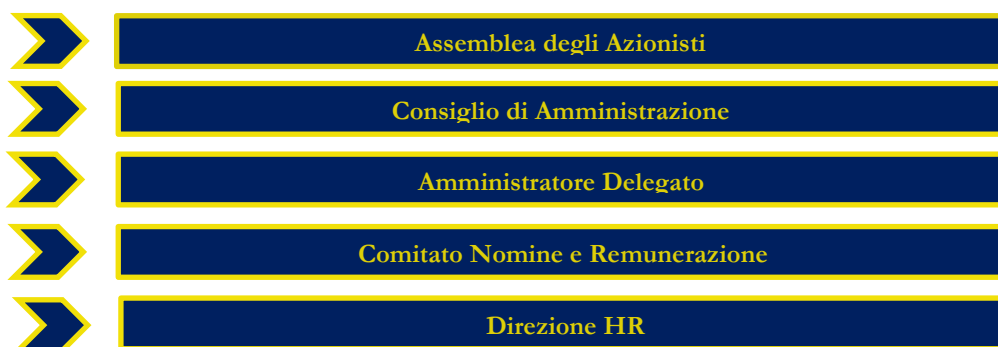 Assemblea degli Azionisti
Consiglio di Amministrazione
Amministratore Delegato
Comitato Nomine e Remunerazione
Direzione HR